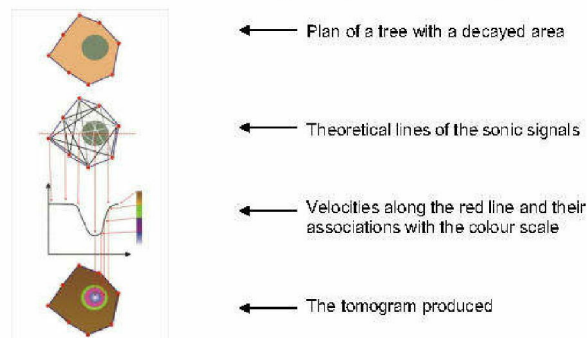 Plan of a tree with a decayed area
Theoretical lines of the sonic signals
Velocities along the red line and their
associations with the colour scale
The tomogram produced